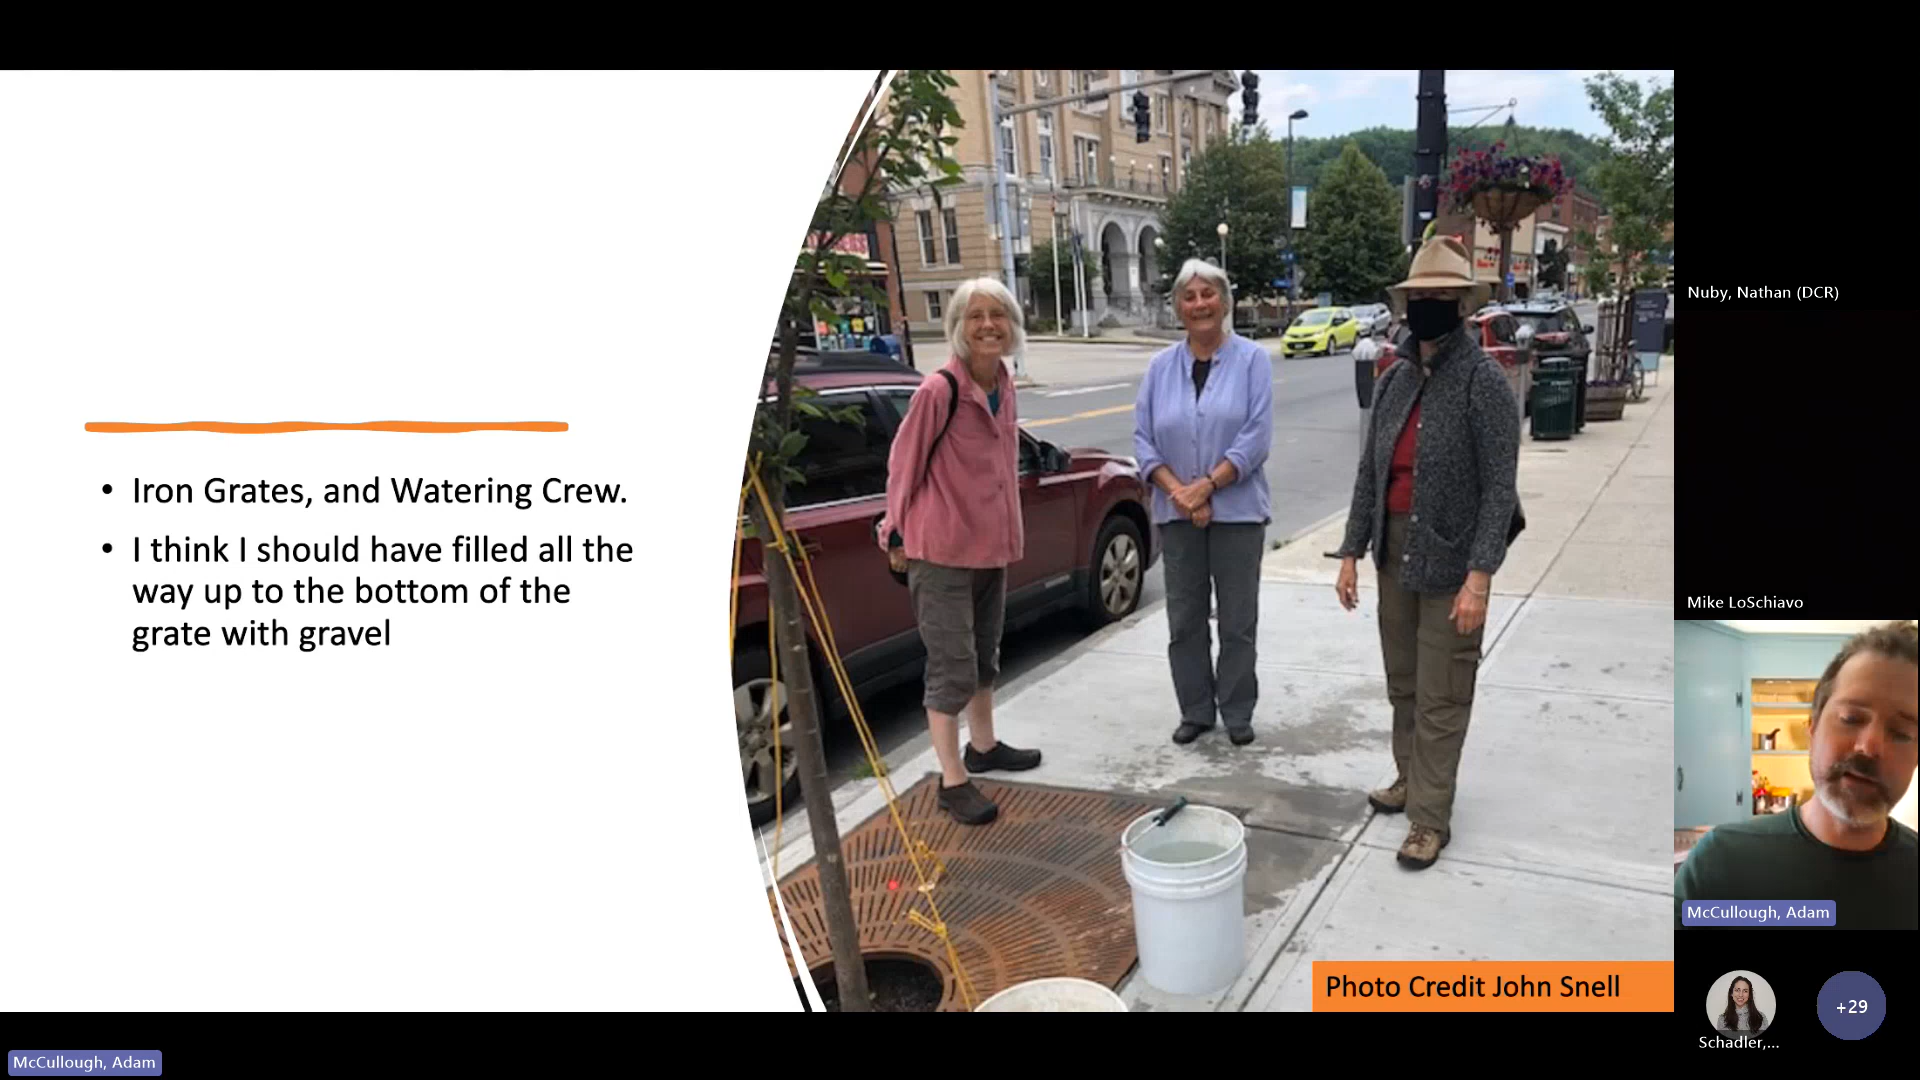 • Iron Grates, and Watering Crew.
• I think I should have filled all the
way up to the bottom of the
grate with gravel
Photo Credit John Snell
Nuby, Nathan (DCR)
Mike LoSchiavo
McCullough, Adam
Schadler,...
+29
McCullough, Adam